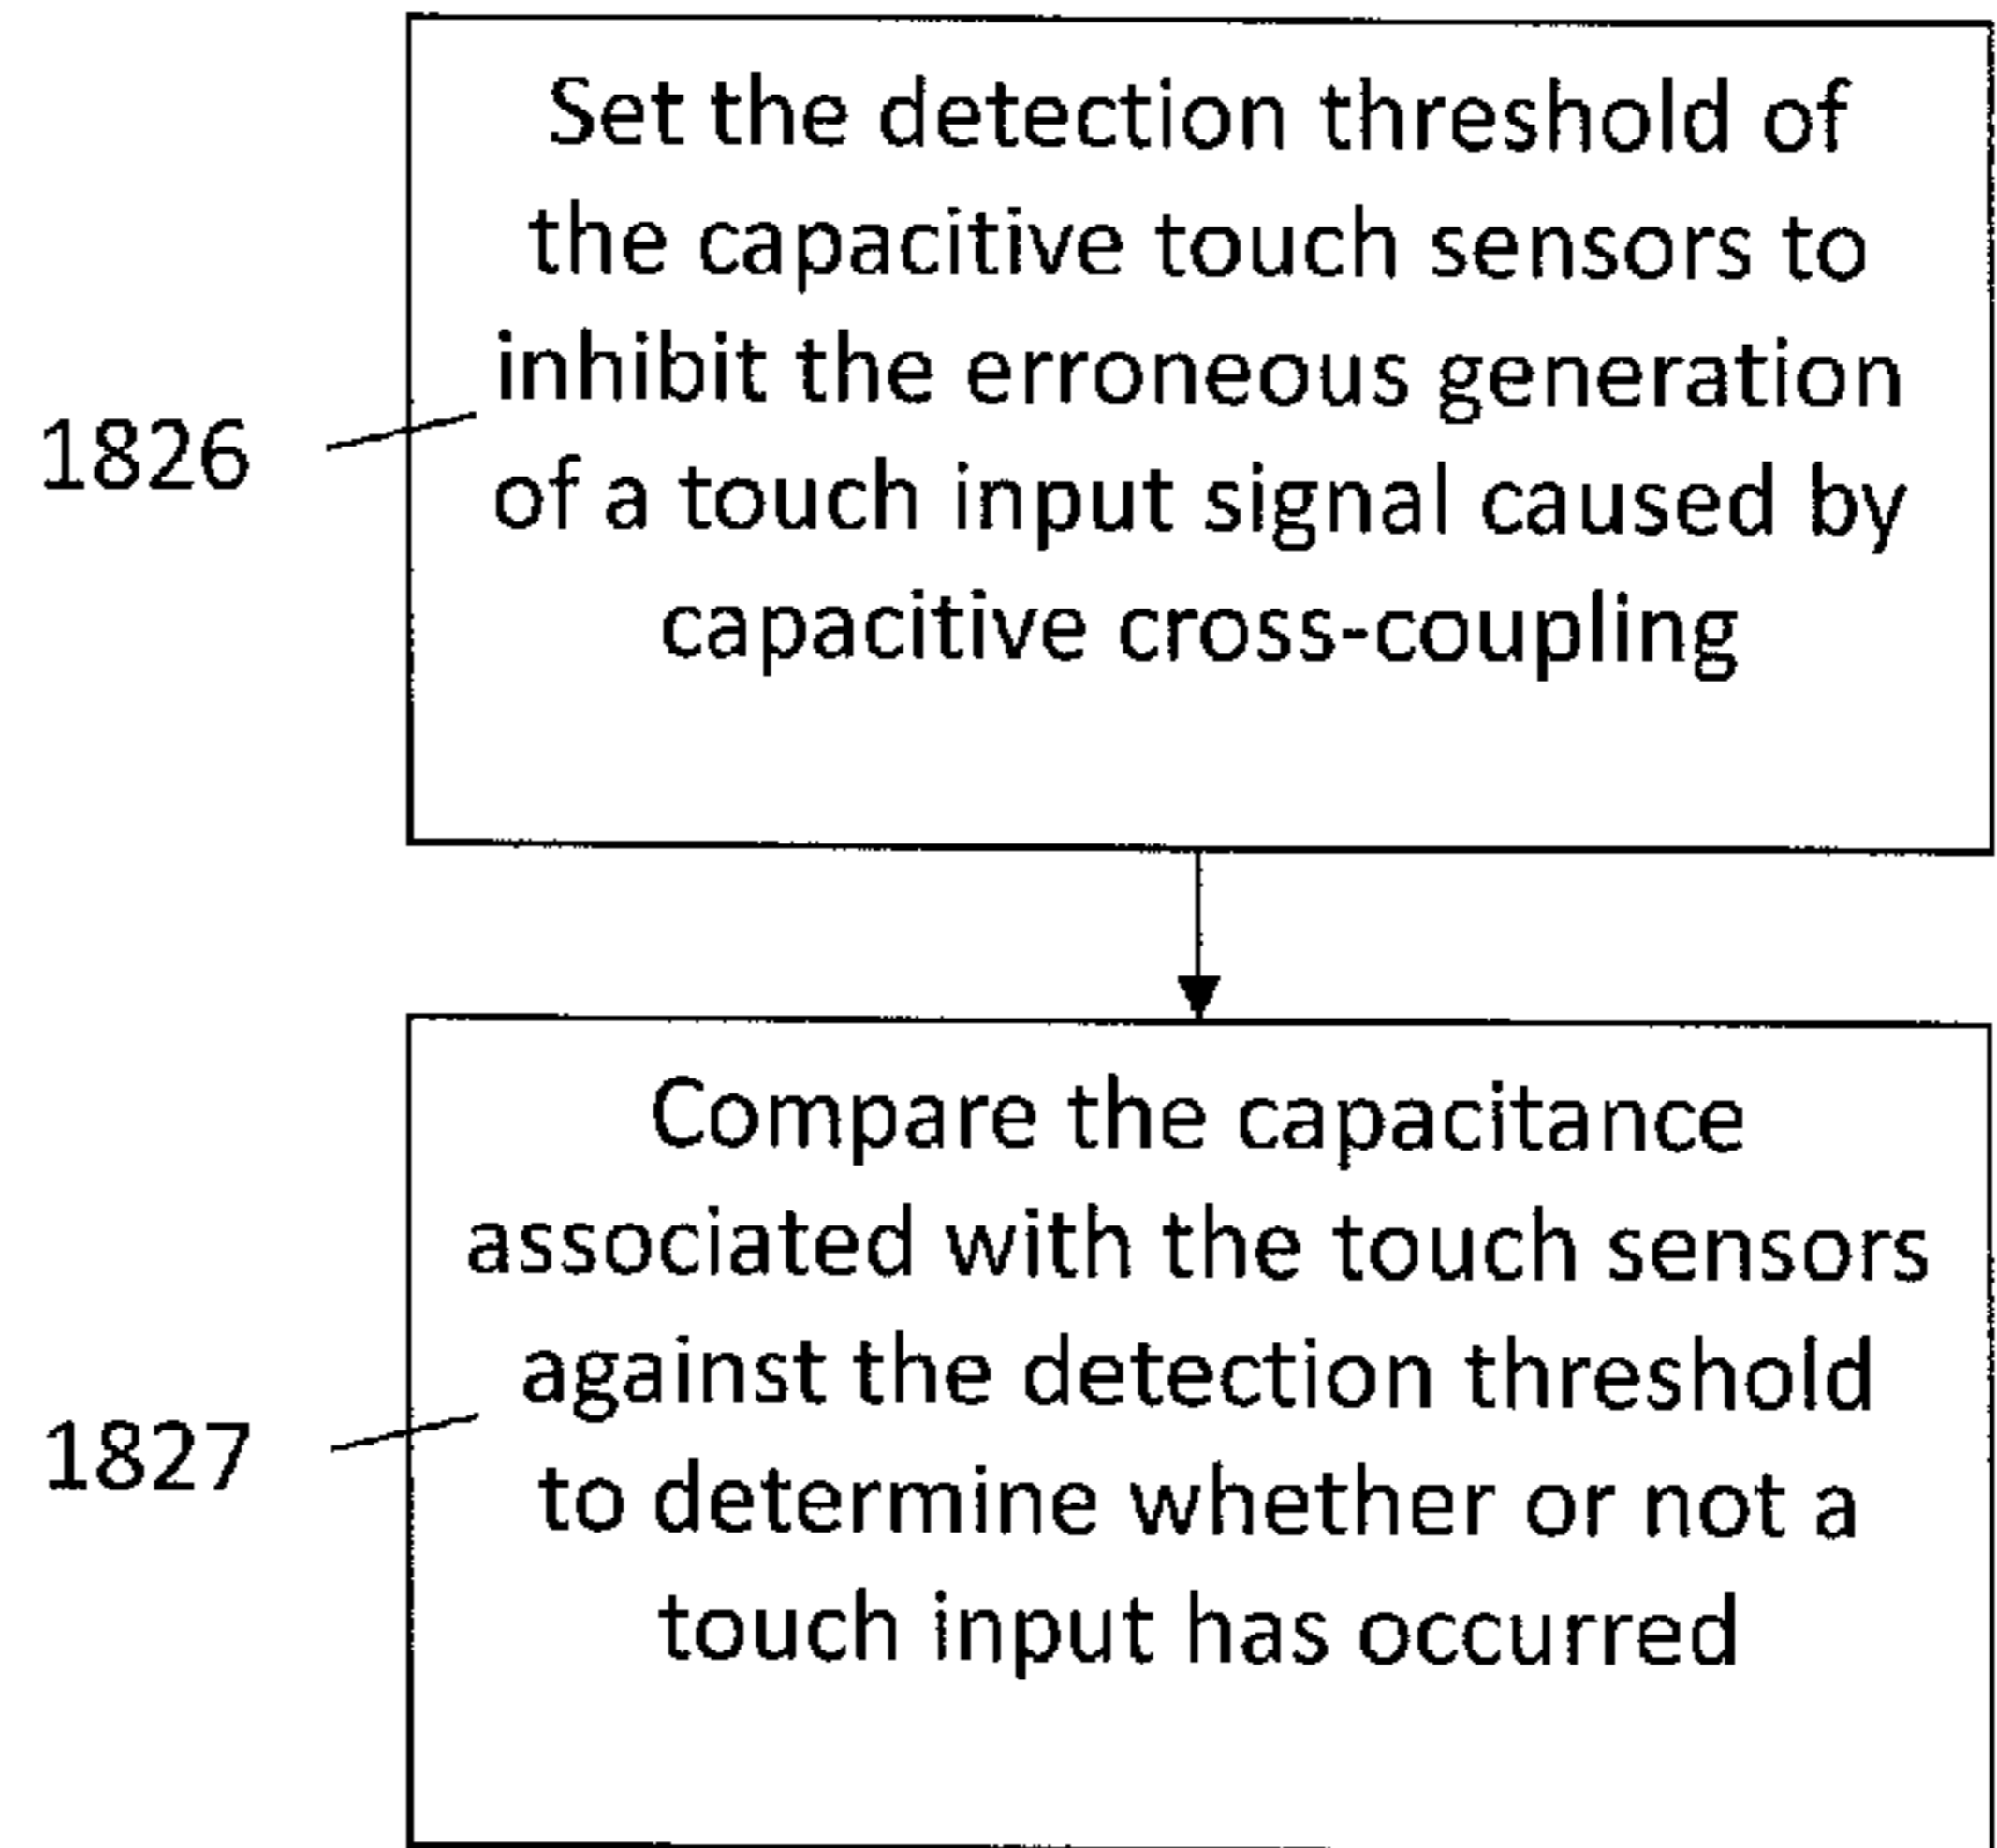 Set the detection threshold of
the capacitive touch sensors to
inhibit the erroneous generation
of a touch input signal caused by
capacitive cross-coupling
1826
Compare the capacitance
associated with the touch sensors
against the detection threshold
to determine whether or not a
touch input has occurred
1827